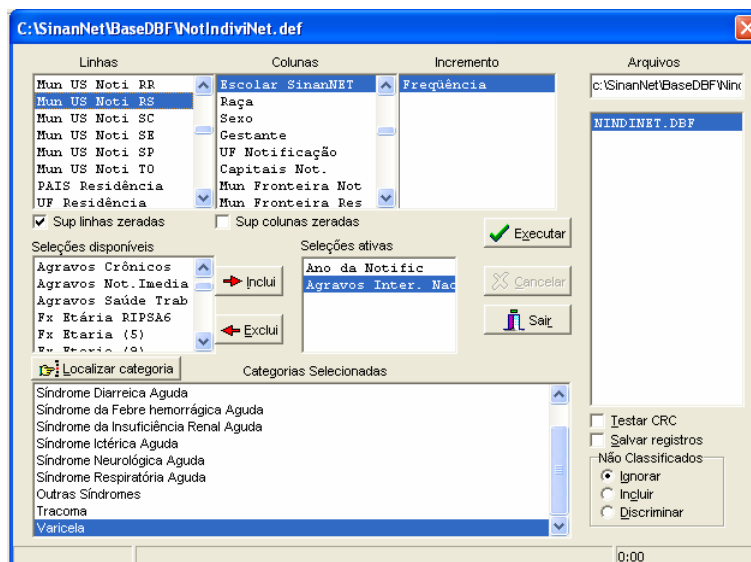 C:\SinanNet\BaseDBF\NotIndiviNet.def
Linhas
Colunas
Incremento
Arquivos
Mun US Noti RR
Mun US Noti RS
Mun US Noti SC
Mun US Noti SE
Mun US Noti SP
Mun US Noti TO
PAIS Residência
UF Residência
Escolar SinanNET
Raça
Sexo
Gestante
UF Notificação
Capitais Not.
Mun Fronteira Not
Mun Fronteira Res
Freqüência
c:\SinanNet\BaseDBF\Nind
NINDINET.DBF
Sup linhas zeradas
Sup colunas zeradas
Executar
Cancelar
Sair
Seleções disponíveis
Seleções ativas
Agravos Crônicos
Agravos Not.Imedia
Agravos Saúde Trab
Fx Etária RIPSA6
Fx Etaria (5)
Fx Etaria (9)
Inclui
Exclui
Ano da Notific
Agravos Inter. Nac
Localizar categoria
Categorias Selecionadas
Síndrome Diarreica Aguda
Síndrome da Febre hemorrágica Aguda
Síndrome da Insuficiência Renal Aguda
Síndrome Ictérica Aguda
Síndrome Neurológica Aguda
Síndrome Respiratória Aguda
Outras Síndromes
Tracoma
Varicela
Testar CRC
Salvar registros
Não Classificados
Ignorar
Incluir
Discriminar
0:00